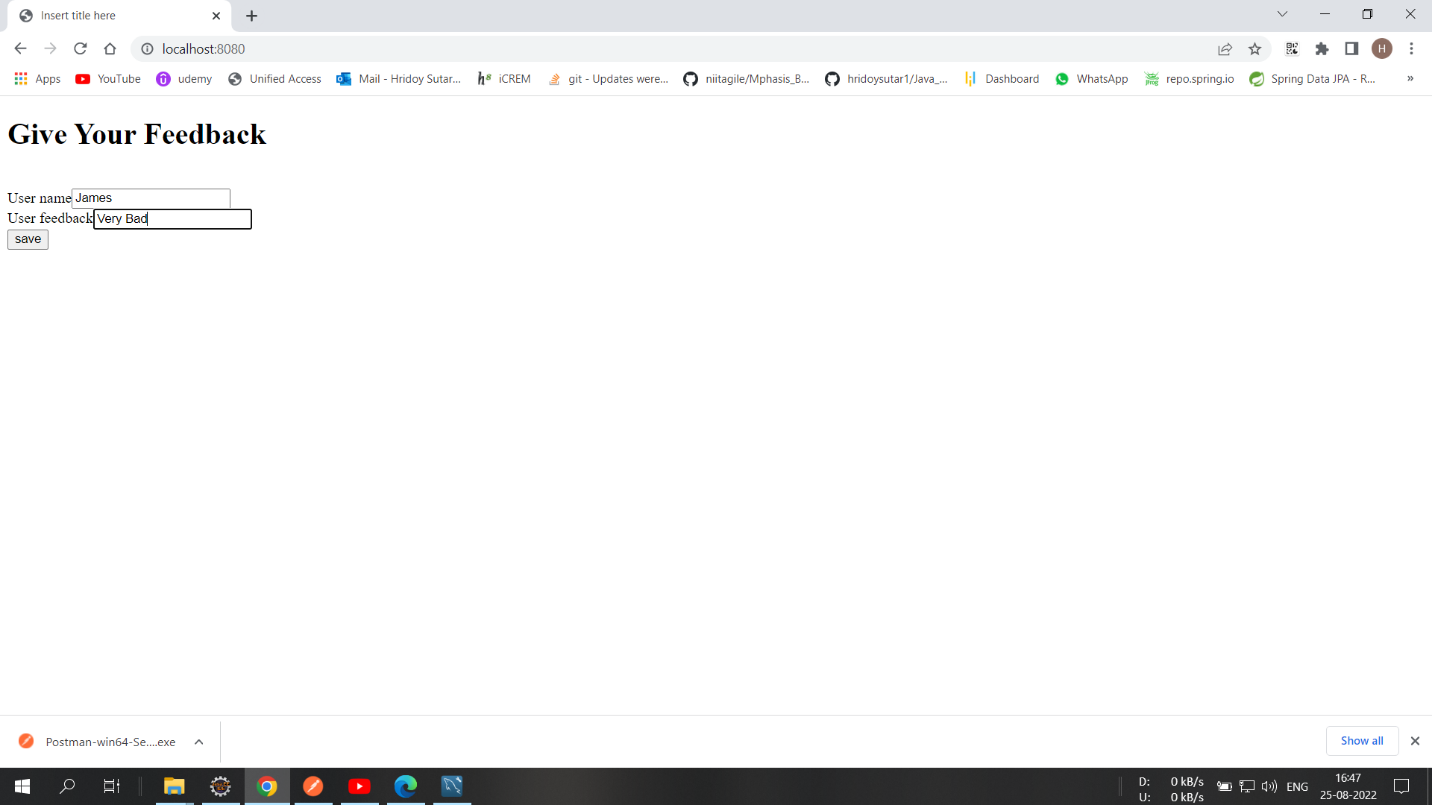 Insert title here
localhost:8080
H
Apps YouTube udemy Unified Access Mail - Hridoy Sutar... iCREM git - Updates were... niitagile/Mphasis_B... hridoysutar1/Java_... Dashboard WhatsApp repo.spring.io Spring Data JPA - R... »
Give Your Feedback
User name James
User feedback Very Bad
save
Postman-win64-Se....exe Show all
D: 0 kB/s
U: 0 kB/s
ENG
16:47
25-08-2022